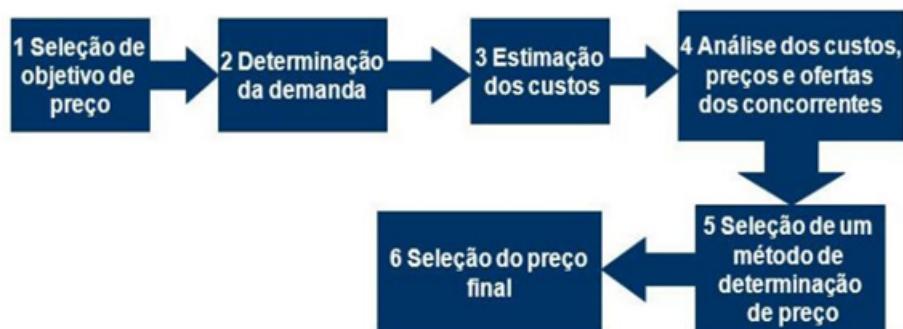 1 Seleção de
objetivo de
preço
2 Determinação
da demanda
3 Estimação
dos custos
4 Análise dos custos,
preços e ofertas
dos concorrentes
5 Seleção de um
método de
determinação
de preço
6 Seleção do preço
final